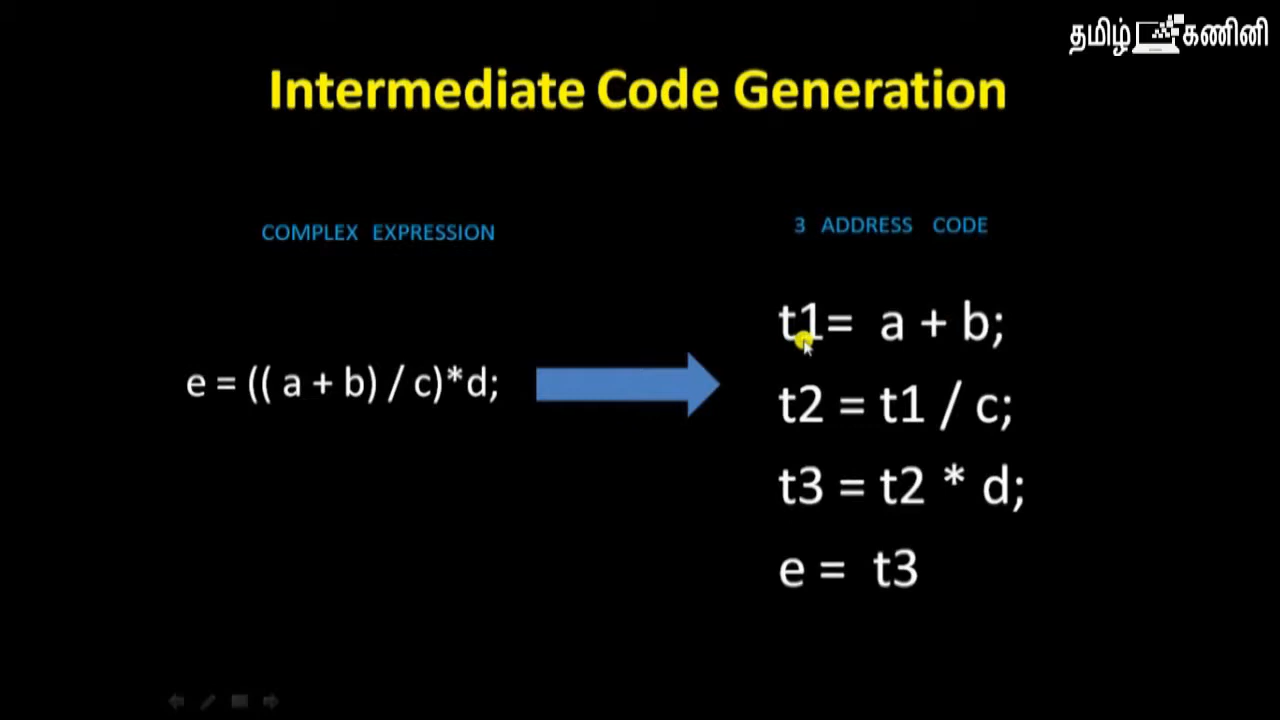 தமிழ் கணினி
Intermediate Code Generation
COMPLEX EXPRESSION
3 ADDRESS CODE
e = (( a + b) / c)*d;
t1= a + b;
t2 = t1 / c;
t3 = t2 * d;
e = t3